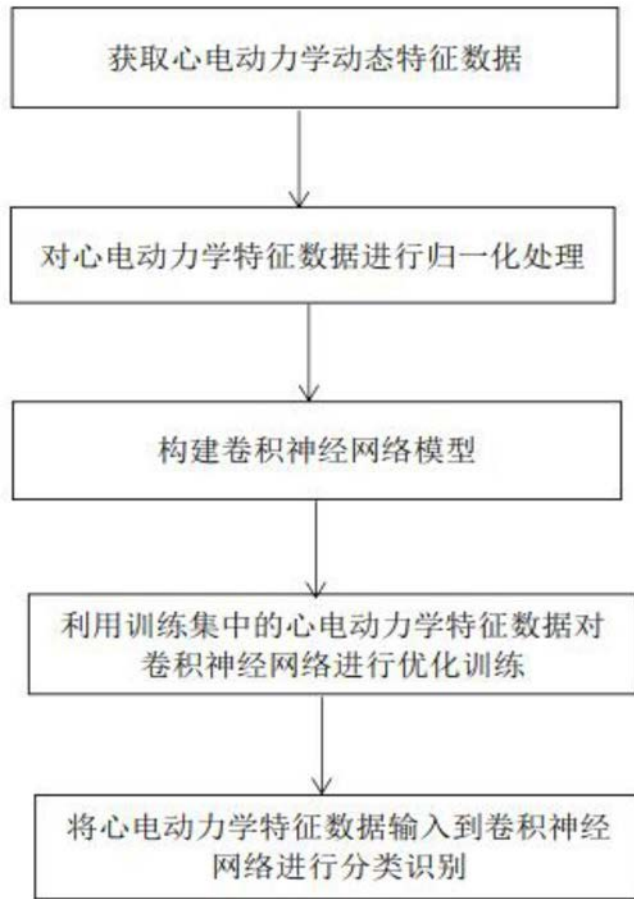 获取心电动力学动态特征数据
对心电动力学特征数据进行归一化处理
构建卷积神经网络模型
利用训练集中的心电动力学特征数据对
卷积神经网络进行优化训练
将心电动力学特征数据输入到卷积神经
网络进行分类识别